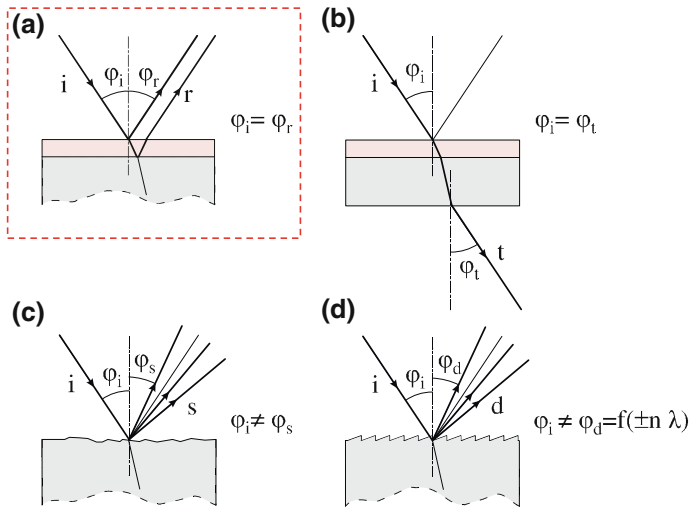 (a)
φi
φr
i
r
φi= φr
(b)
φi
i
φi= φt
t
φt
(c)
φs
φi
i
s
φi≠ φs
(d)
φd
φi
i
d
φi ≠ φd=f(±n λ)